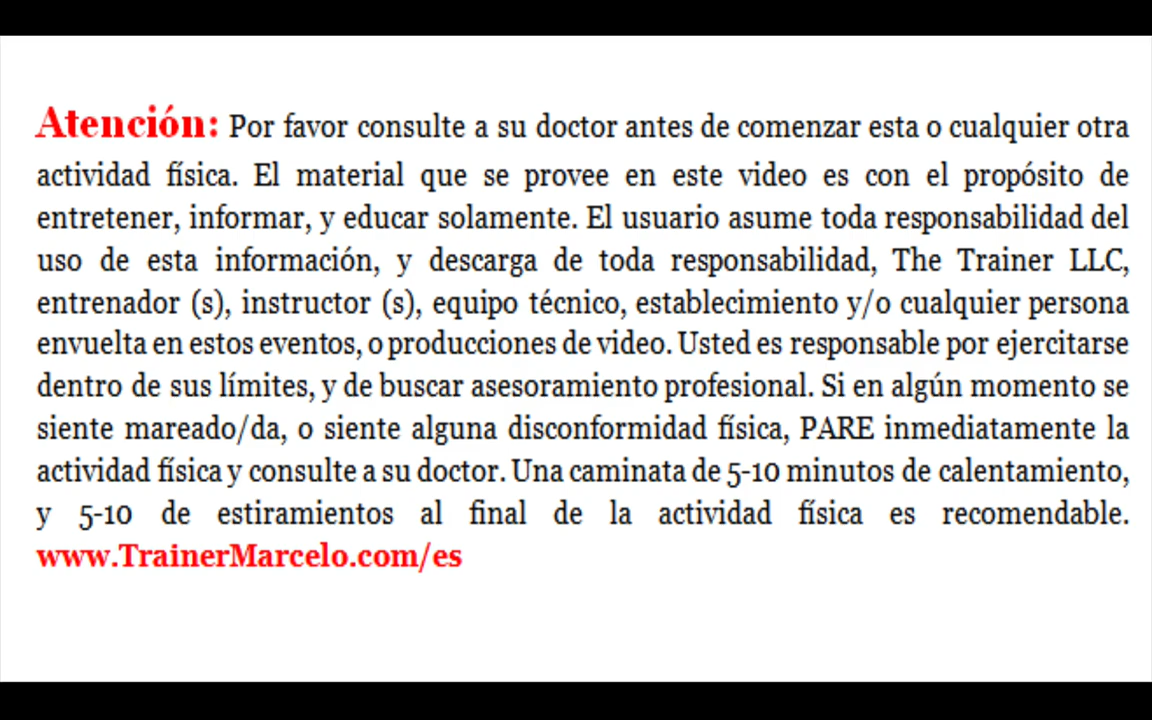 Atención: Por favor consulte a su doctor antes de comenzar esta o cualquier otra
actividad física. El material que se provee en este video es con el propósito de
entretener, informar, y educar solamente. El usuario asume toda responsabilidad del
uso de esta información, y descarga de toda responsabilidad, The Trainer LLC,
entrenador (s), instructor (s), equipo técnico, establecimiento y/o cualquier persona
envuelta en estos eventos, o producciones de video. Usted es responsable por ejercitarse
dentro de sus límites, y de buscar asesoramiento profesional. Si en algún momento se
siente mareado/da, o siente alguna disconformidad física, PARE inmediatamente la
actividad física y consulte a su doctor. Una caminata de 5-10 minutos de calentamiento,
y 5-10 de estiramientos al final de la actividad física es recomendable.
www.TrainerMarcelo.com/es